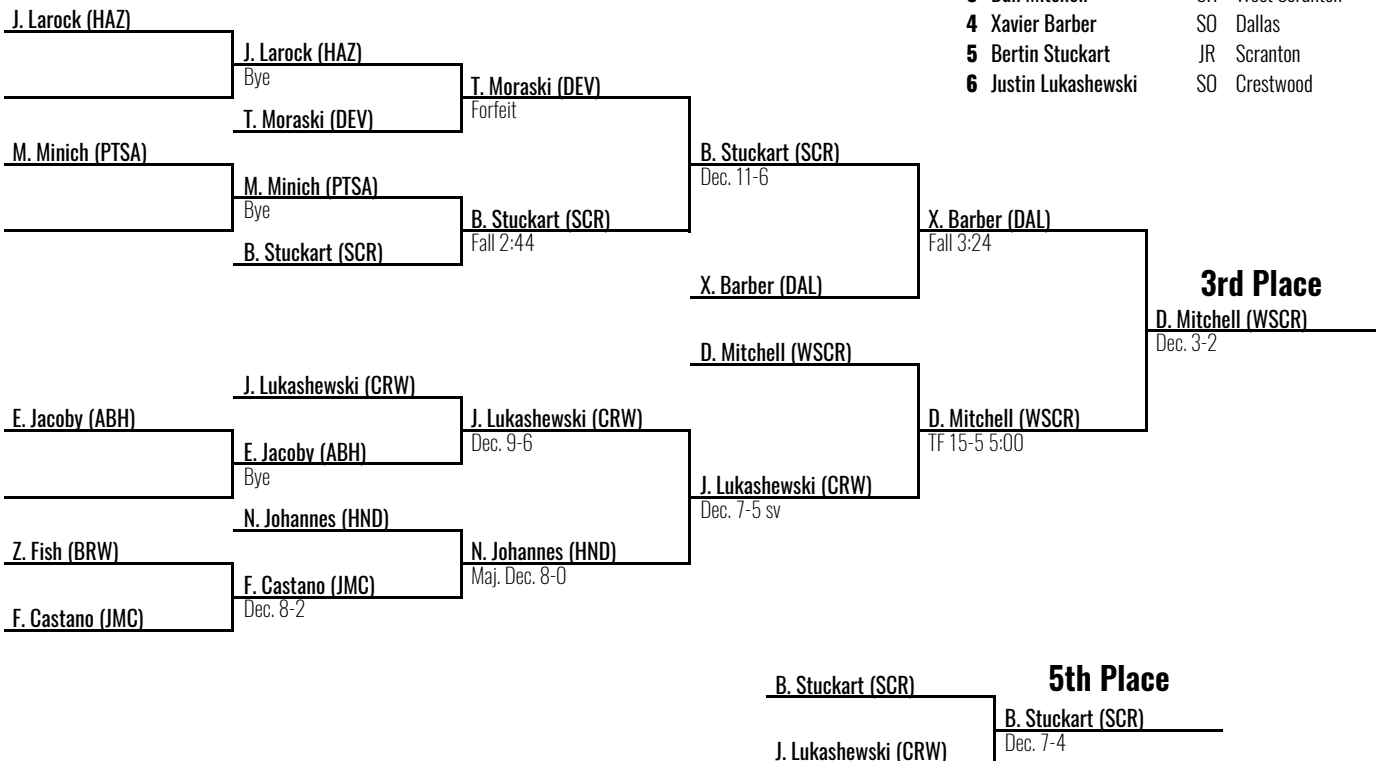 J. Larock (HAZ)
J. Larock (HAZ)
Bye
T. Moraski (DEV)
T. Moraski (DEV)
Forfeit
M. Minich (PTSA)
M. Minich (PTSA)
Bye
B. Stuckart (SCR)
B. Stuckart (SCR)
Fall 2:44
B. Stuckart (SCR)
Dec. 11-6
X. Barber (DAL)
X. Barber (DAL)
Fall 3:24
4 Xavier Barber SO Dallas
5 Bertin Stuckart JR Scranton
6 Justin Lukashewski SO Crestwood
3rd Place
D. Mitchell (WSCR)
Dec. 3-2
D. Mitchell (WSCR)
D. Mitchell (WSCR)
TF 15-5 5:00
J. Lukashewski (CRW)
J. Lukashewski (CRW)
Dec. 9-6
E. Jacoby (ABH)
E. Jacoby (ABH)
Bye
J. Lukashewski (CRW)
Dec. 7-5 sv
N. Johannes (HND)
N. Johannes (HND)
Maj. Dec. 8-0
Z. Fish (BRW)
F. Castano (JMC)
Dec. 8-2
F. Castano (JMC)
5th Place
B. Stuckart (SCR)
B. Stuckart (SCR)
Dec. 7-4
J. Lukashewski (CRW)